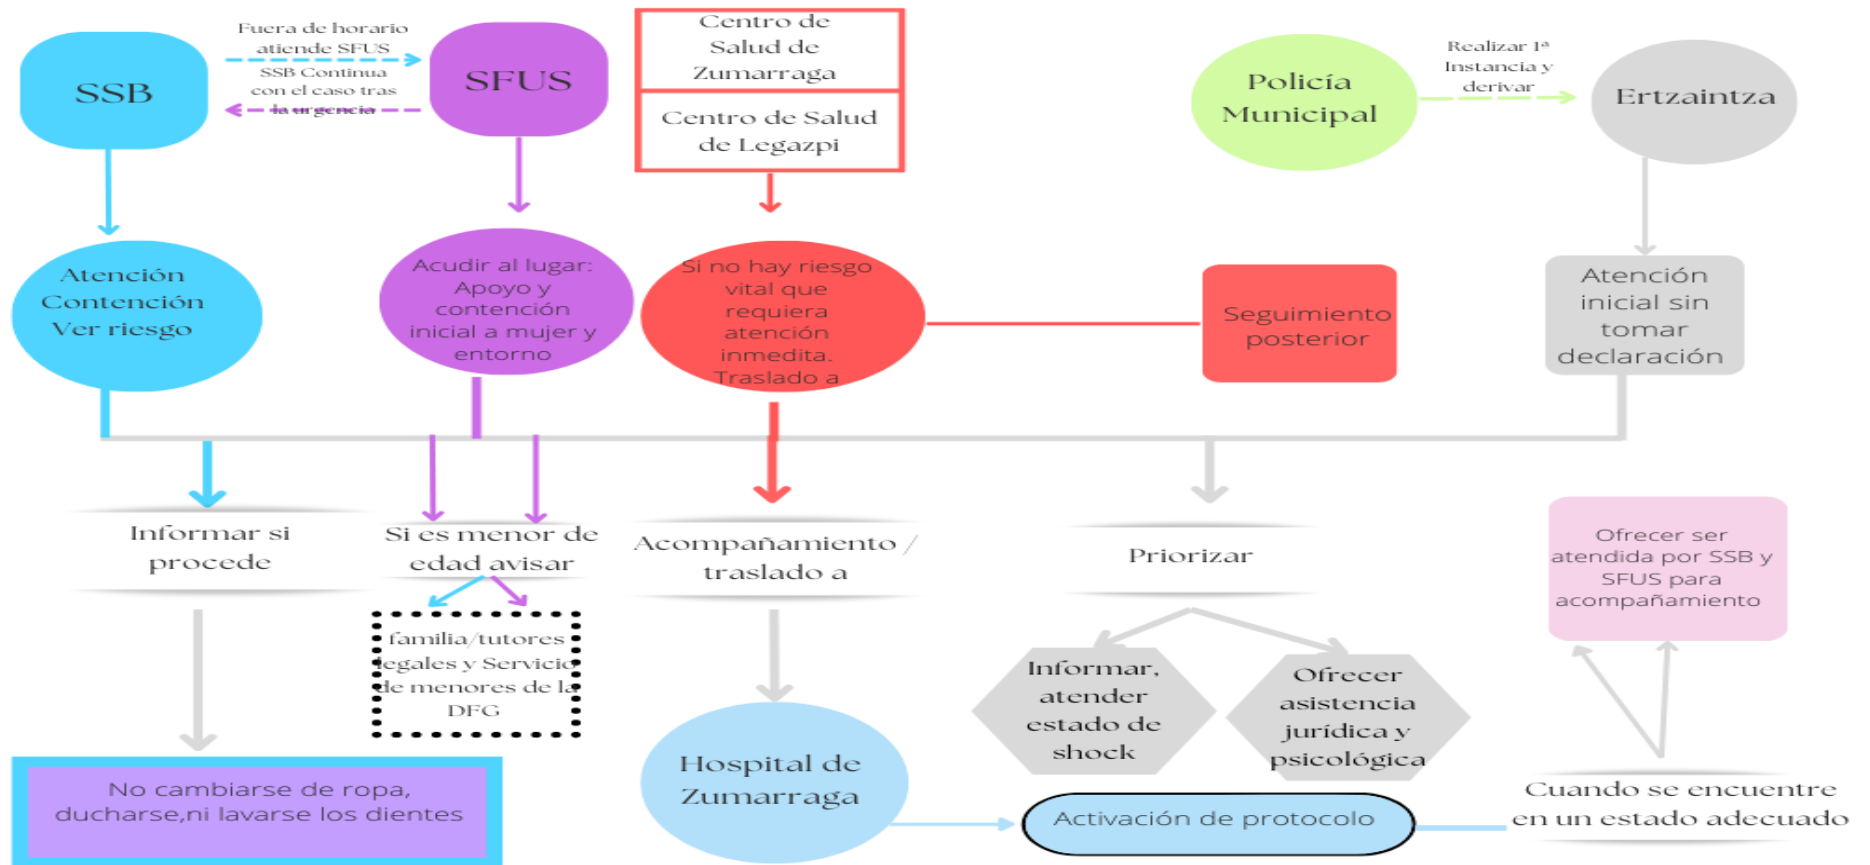 SSB
Fuera de horario
atiende SFUS
SSB Continua
con el caso tras
la urgencia
SFUS
Centro de
Salud de
Zumarraga
Centro de Salud
de Legazpi
Policía
Municipal
Realizar 1ª
Instancia y
derivar
Ertzaintza
Atención
Contención
Ver riesgo
Acudir al lugar:
Apoyo y
contención
inicial a mujer y
entorno
Si no hay riesgo
vital que
requiera
atención
inmedita.
Traslado a
Seguimiento
posterior
Atención
inicial sin
tomar
declaración
Informar si
procede
Si es menor de
edad avisar
Acompañamiento /
traslado a
Priorizar
Ofrecer ser
atendida por SSB y
SFUS para
acompañamiento
familia/tutores
legales y Servicio
de menores de la
DFG
Informar,
atender
estado de
shock
Ofrecer
asistencia
jurídica y
psicológica
No cambiarse de ropa,
ducharse,ni lavarse los dientes
Hospital de
Zumarraga
Activación de protocolo
Cuando se encuentre
en un estado adecuado